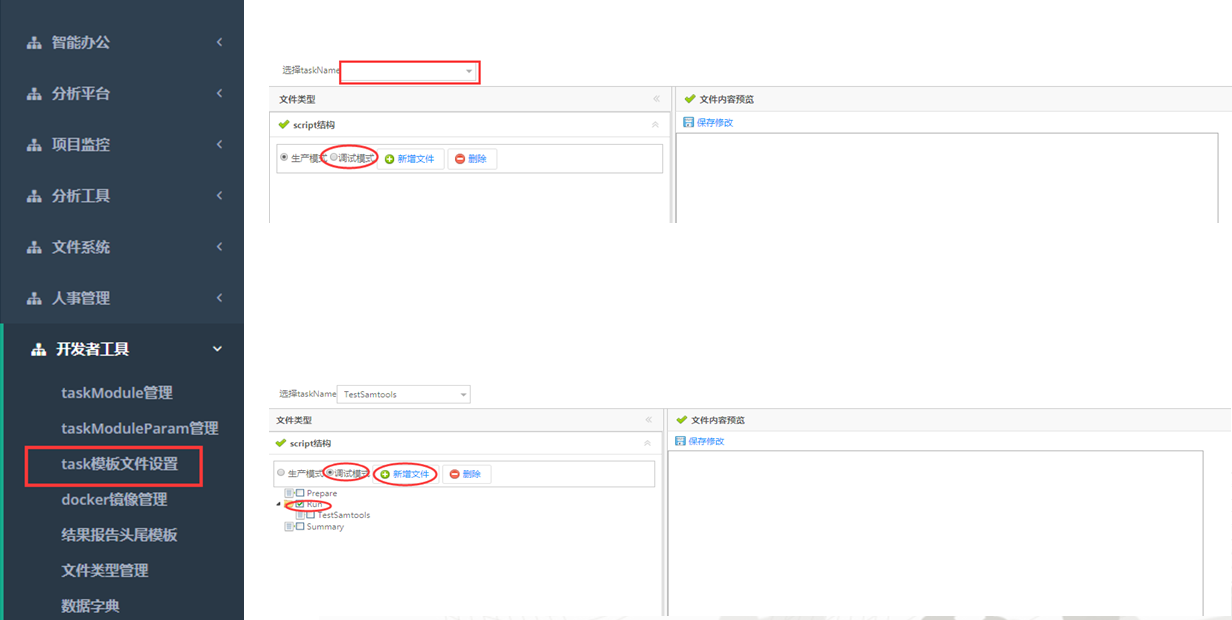 智能办公
分析平台
项目监控
分析工具
文件系统
人事管理
开发者工具
taskModule管理
taskModuleParam管理
task模板文件设置
docker镜像管理
结果报告头尾模板
文件类型管理
数据字典
选择taskName
文件类型
文件内容预览
script结构
保存修改
生产模式 调试模式 新增文件 删除
选择taskName TestSamtools
文件类型
文件内容预览
script结构
保存修改
生产模式 调试模式 新增文件 删除
Prepare
Run
TestSamtools
Summary